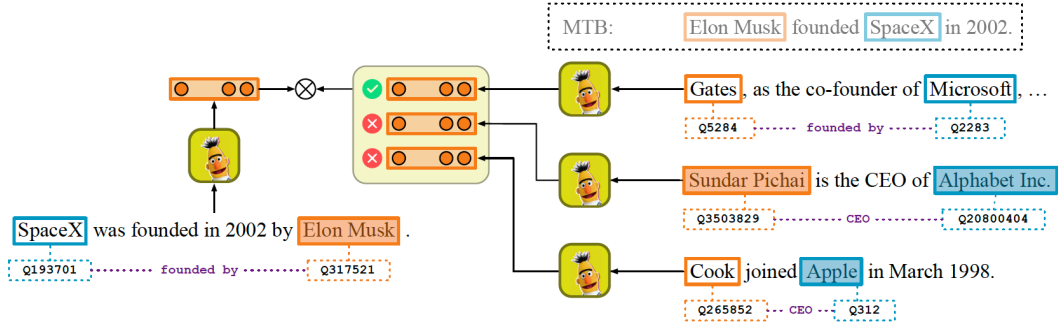 MTB: Elon Musk founded SpaceX in 2002.
Gates, as the co-founder of Microsoft, ...
Q5284 founded by Q2283
Sundar Pichai is the CEO of Alphabet Inc.
Q3503829 CEO Q20800404
SpaceX was founded in 2002 by Elon Musk.
Q193701 founded by Q317521
Cook joined Apple in March 1998.
Q265852 CEO Q312